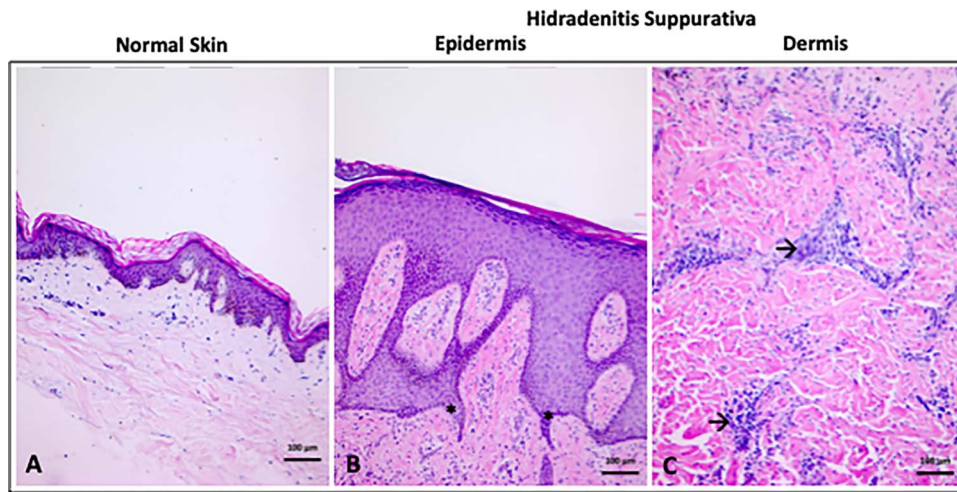 Hidradenitis Suppurativa
Normal Skin Epidermis Dermis
A 100 µm B 100 µm C 100 µm